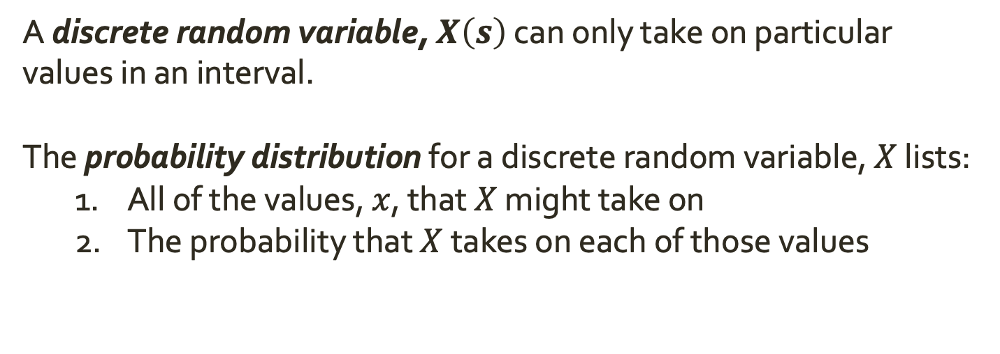 A discrete random variable, X(s) can only take on particular
values in an interval.
The probability distribution for a discrete random variable, X lists:
1. All of the values, x, that X might take on
2. The probability that X takes on each of those values